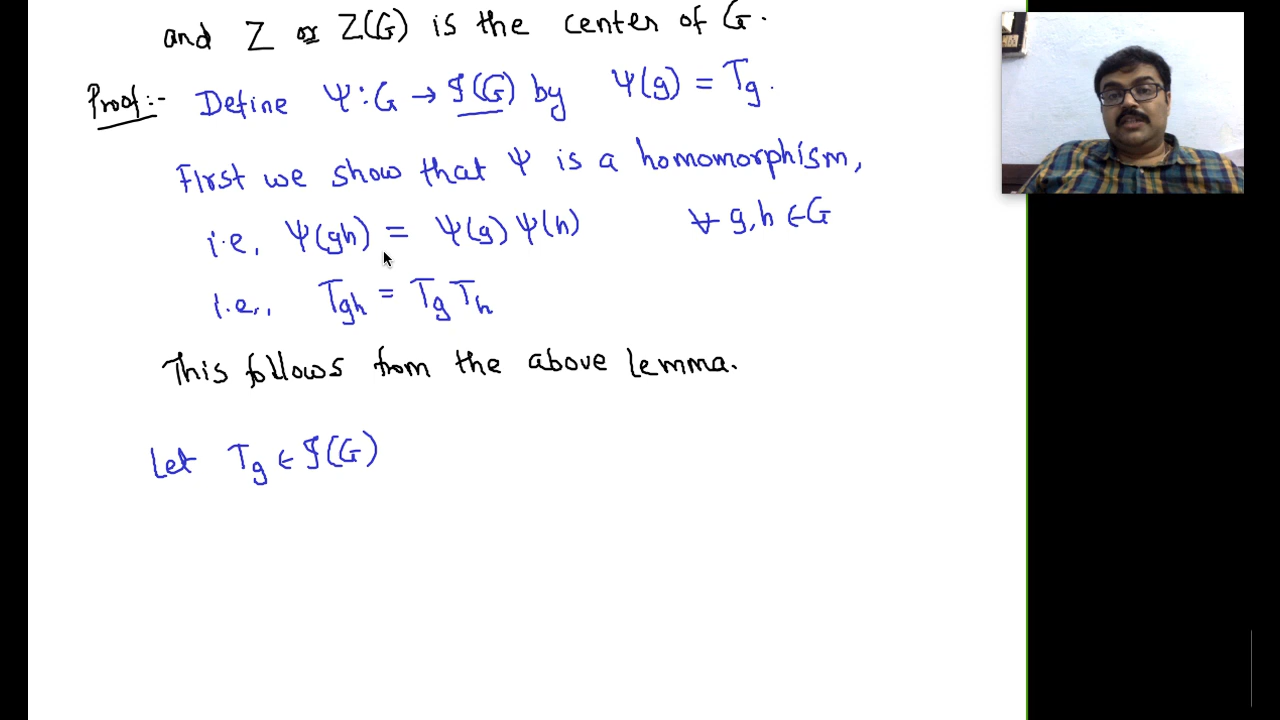 and Z or Z(G) is the center of G.
Proof:- Define Ψ:G → 𝓘(G) by Ψ(g) = T_g.
First we show that Ψ is a homomorphism,
i.e, Ψ(gh) = Ψ(g) Ψ(h) ∀ g,h ∈ G
i.e., T_gh = T_g T_h
This follows from the above lemma.
Let T_g ∈ 𝓘(G)